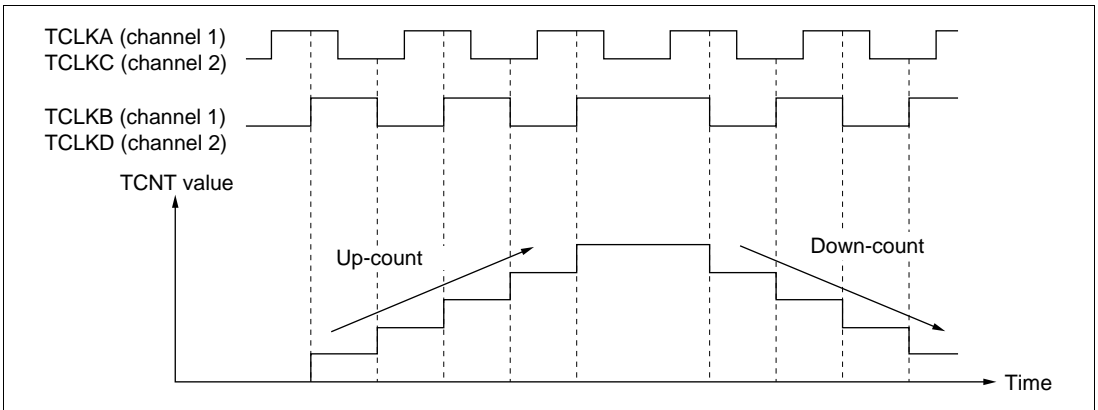 TCLKA (channel 1)
TCLKC (channel 2)
TCLKB (channel 1)
TCLKD (channel 2)
TCNT value
Up-count
Down-count
Time